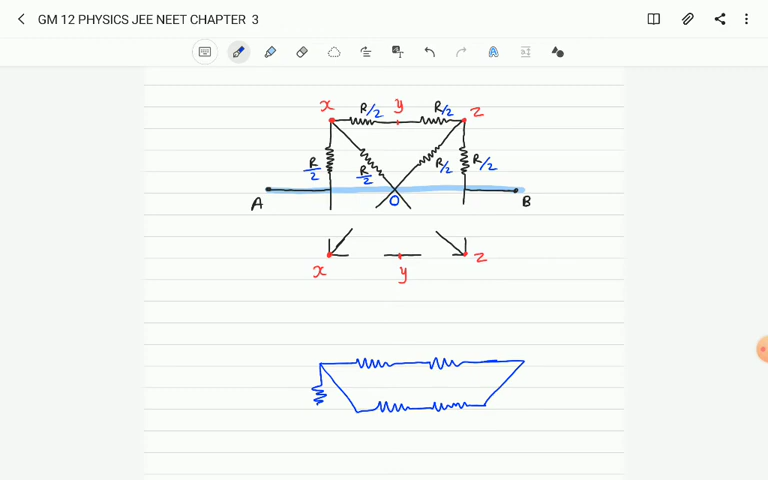 GM 12 PHYSICS JEE NEET CHAPTER 3
x R/2 y R/2 z
R/2 R/2 R/2 R/2
A O B
x y z